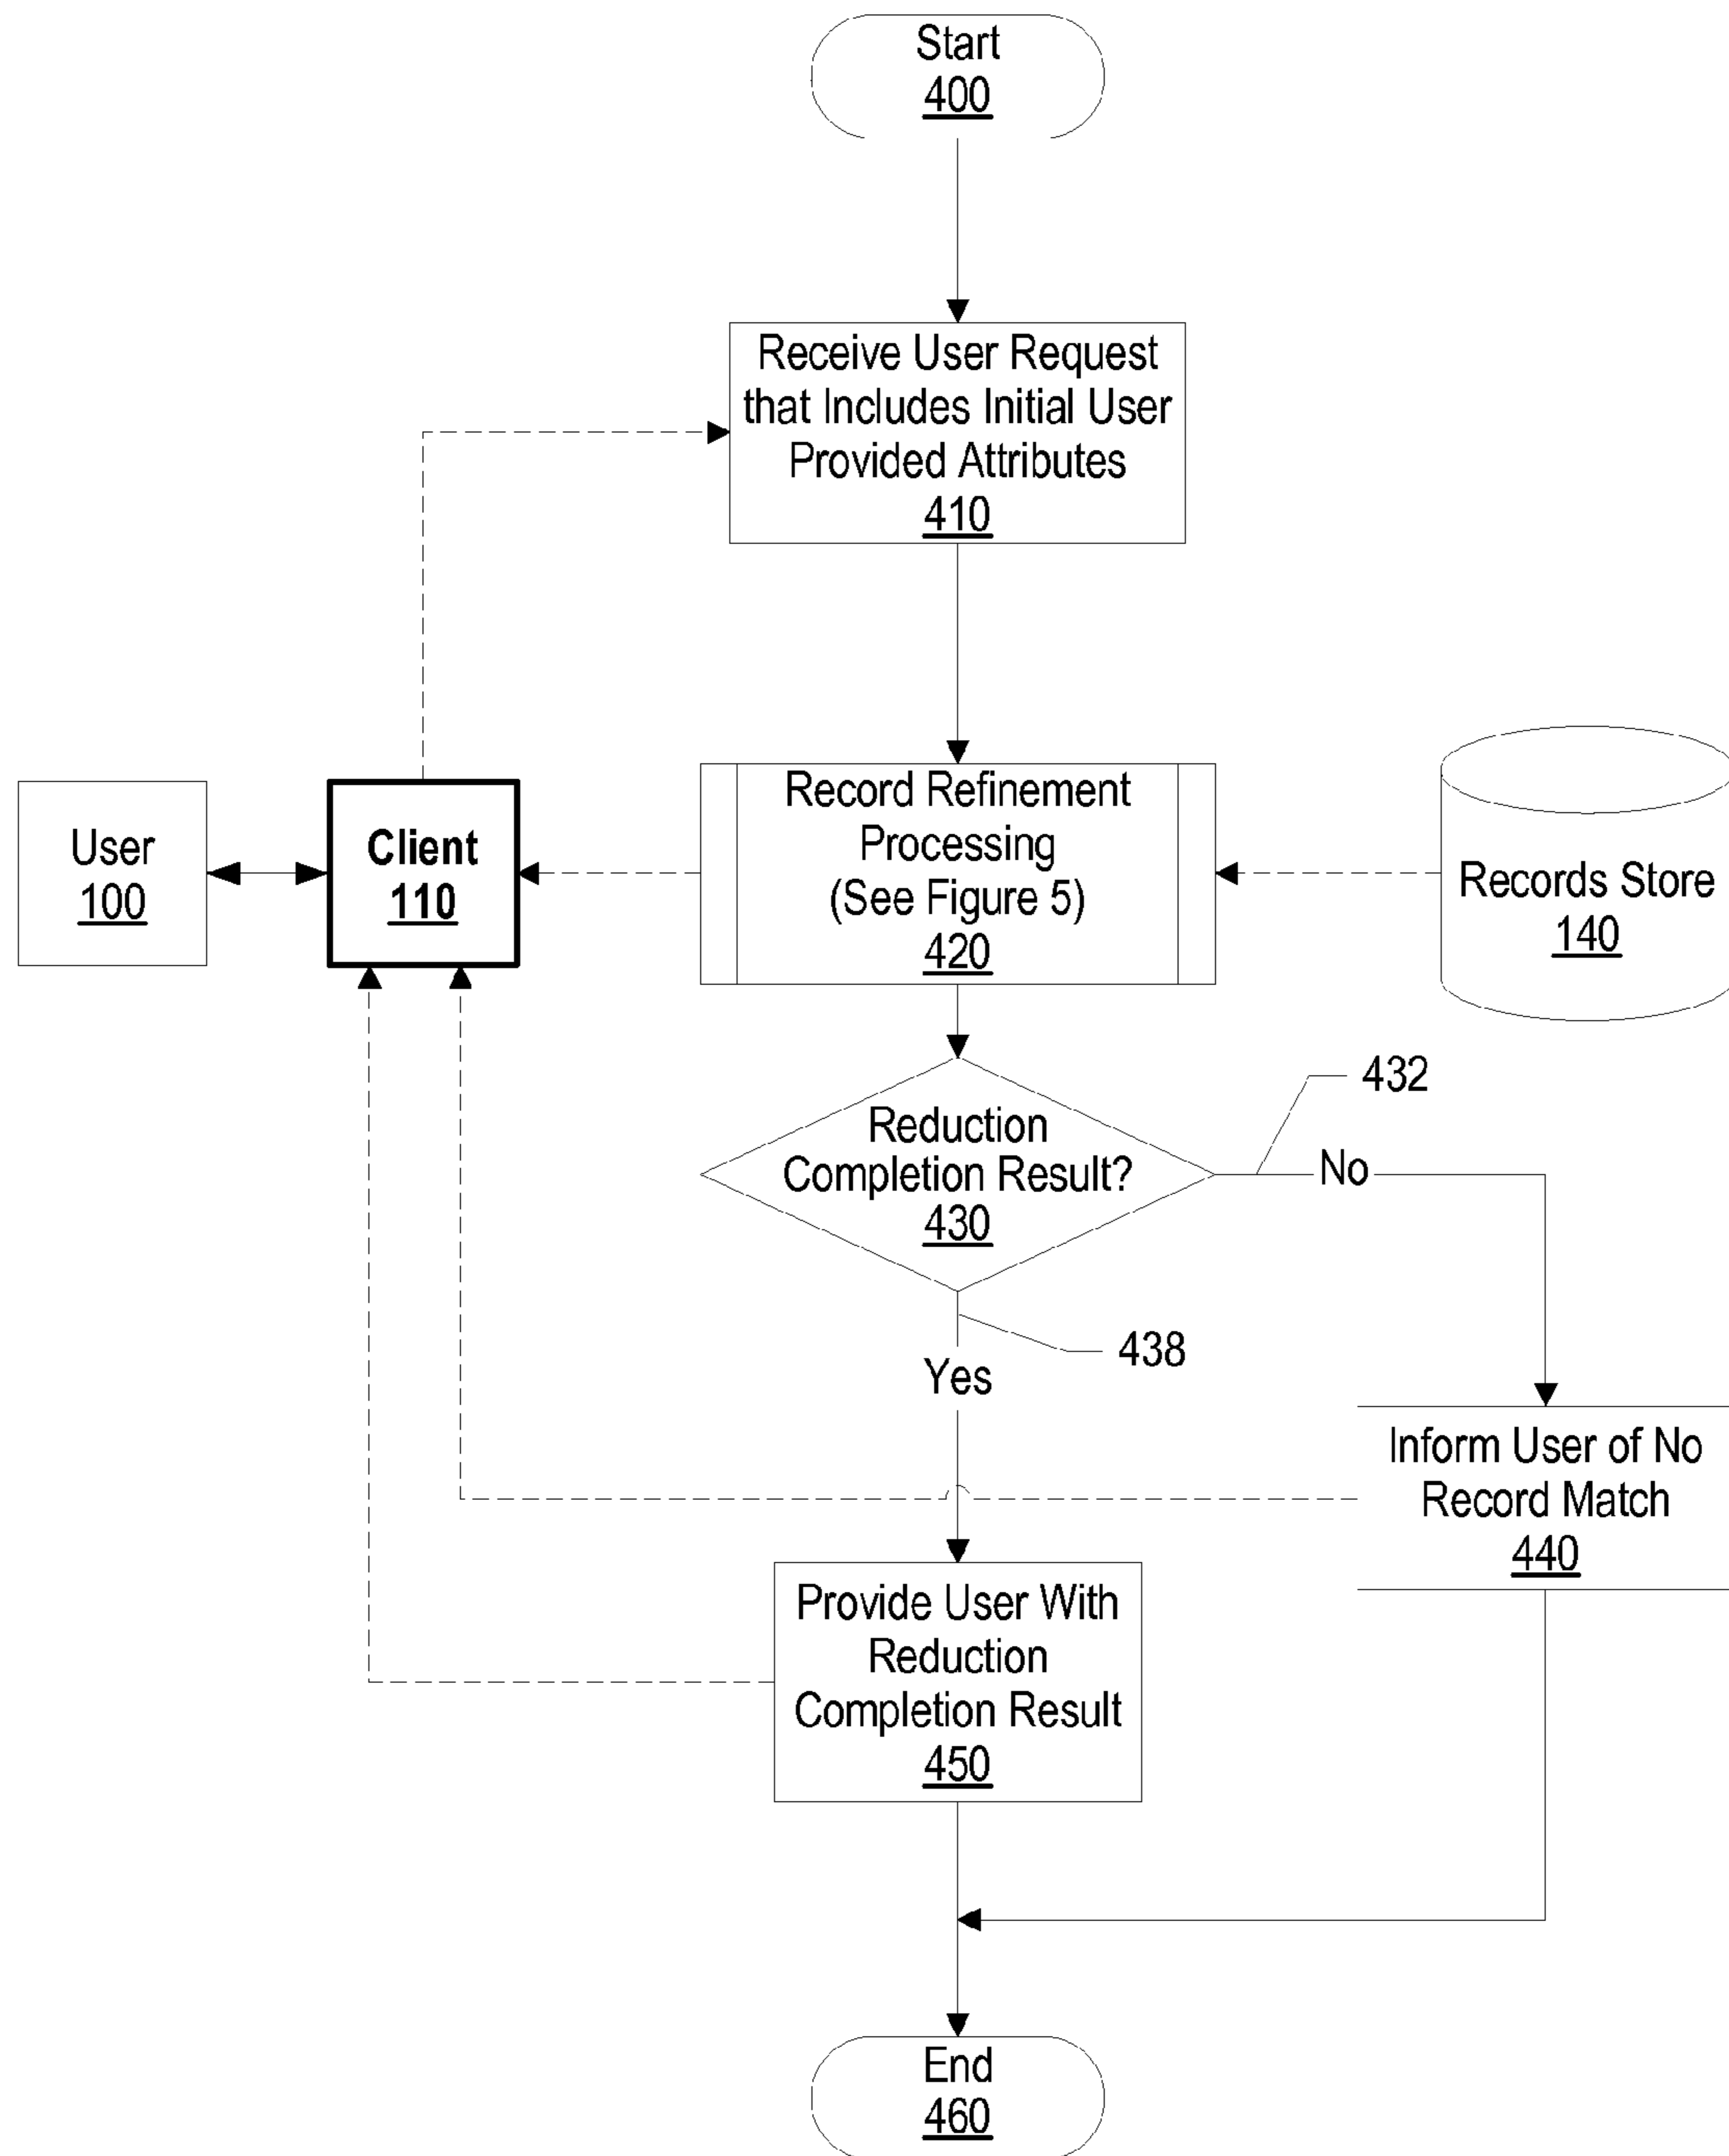 Start
400
Receive User Request
that Includes Initial User
Provided Attributes
410
User
100
Client
110
Record Refinement
Processing
(See Figure 5)
420
Records Store
140
Reduction
Completion Result?
430
432
No
438
Yes
Inform User of No
Record Match
440
Provide User With
Reduction
Completion Result
450
End
460